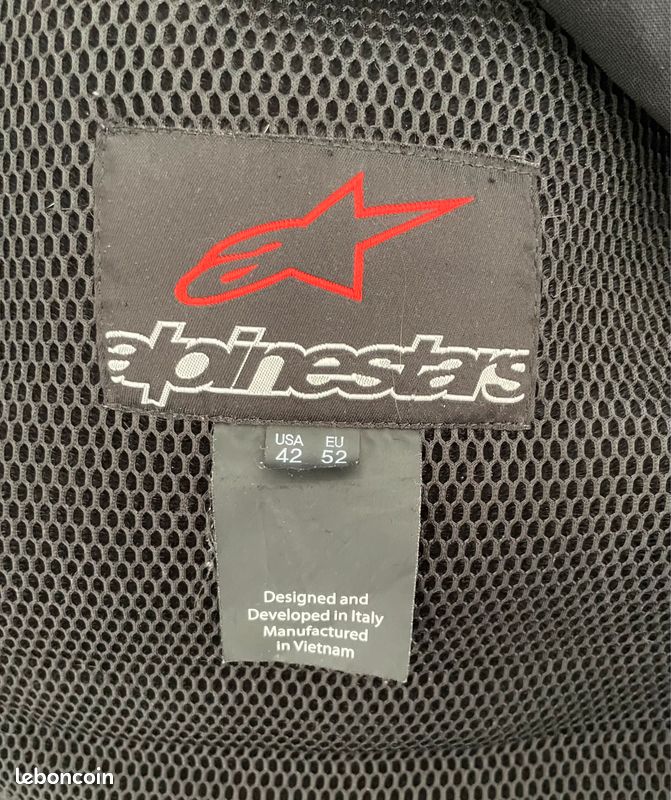 alpinestars
USA EU
42 52
Designed and
Developed in Italy
Manufactured
in Vietnam
leboncoin